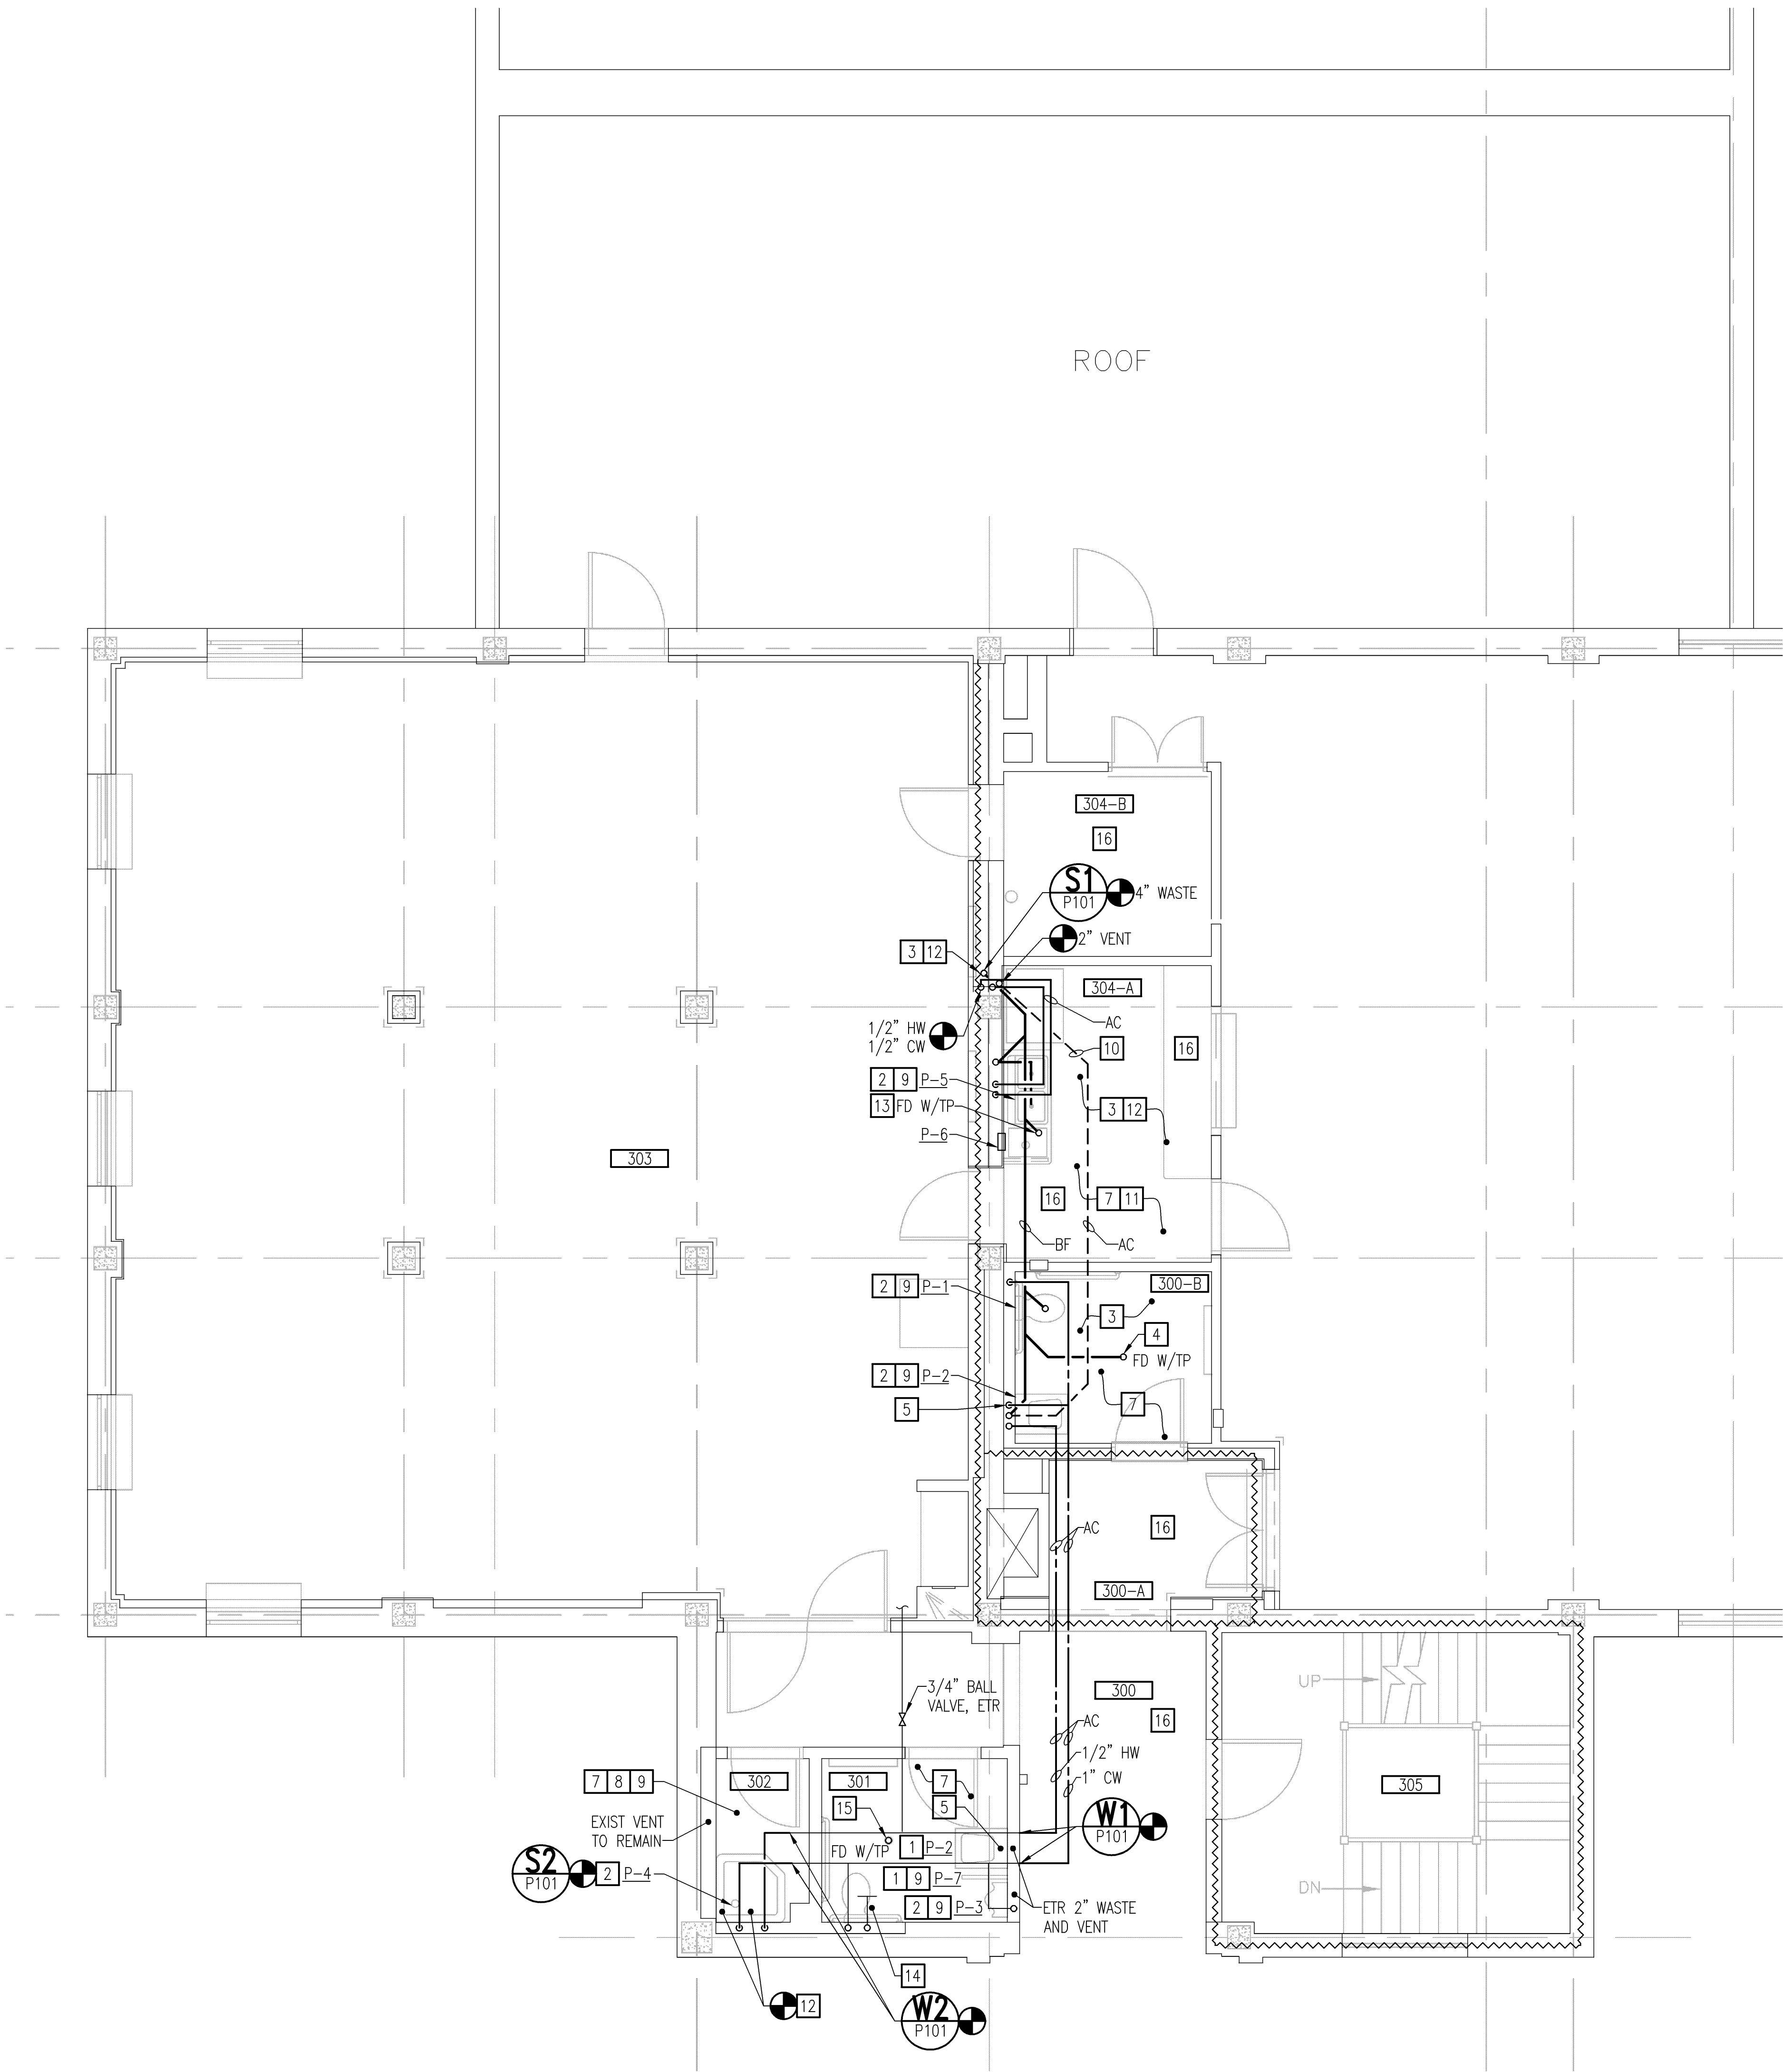 ROOF
304-B
16
S1
P101
4" WASTE
2" VENT
3 12
304-A
AC
1/2" HW
1/2" CW
10
16
2 9 P-5
13 FD W/TP
3 12
P-6
303
16
7 11
BF
AC
2 9 P-1
300-B
3
4
FD W/TP
2 9 P-2
5
7
AC
16
300-A
3/4" BALL
VALVE, ETR
300
16
UP
AC
1/2" HW
1" CW
7 8 9
302
301
7
305
15
5
W1
P101
EXIST VENT
TO REMAIN
FD W/TP
1 P-2
S2
P101
2 P-4
1 9 P-7
DN
2 9 P-3
ETR 2" WASTE
AND VENT
14
12
W2
P101